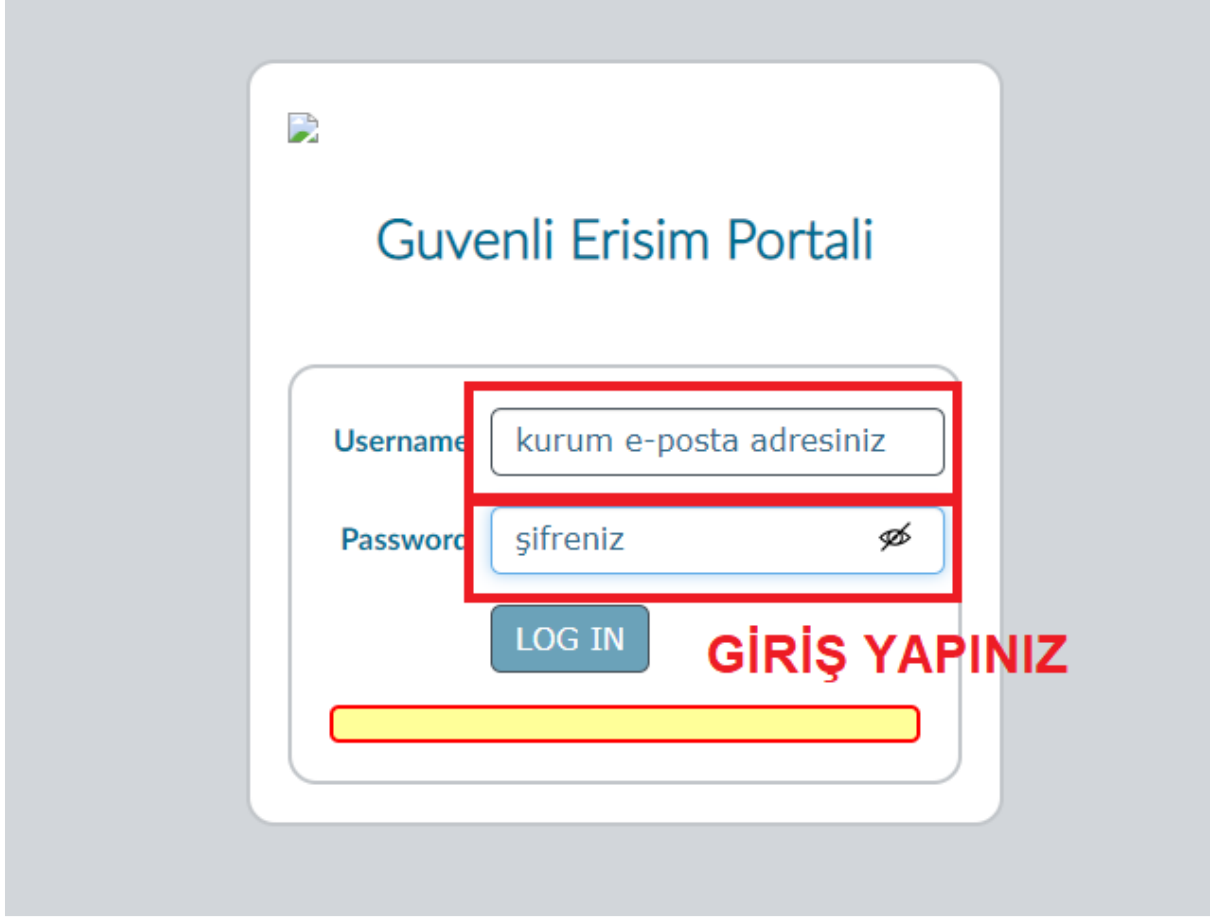 Guvenli Erisim Portali
Username kurum e-posta adresiniz
Password şifreniz
LOG IN
GİRİŞ YAPINIZ